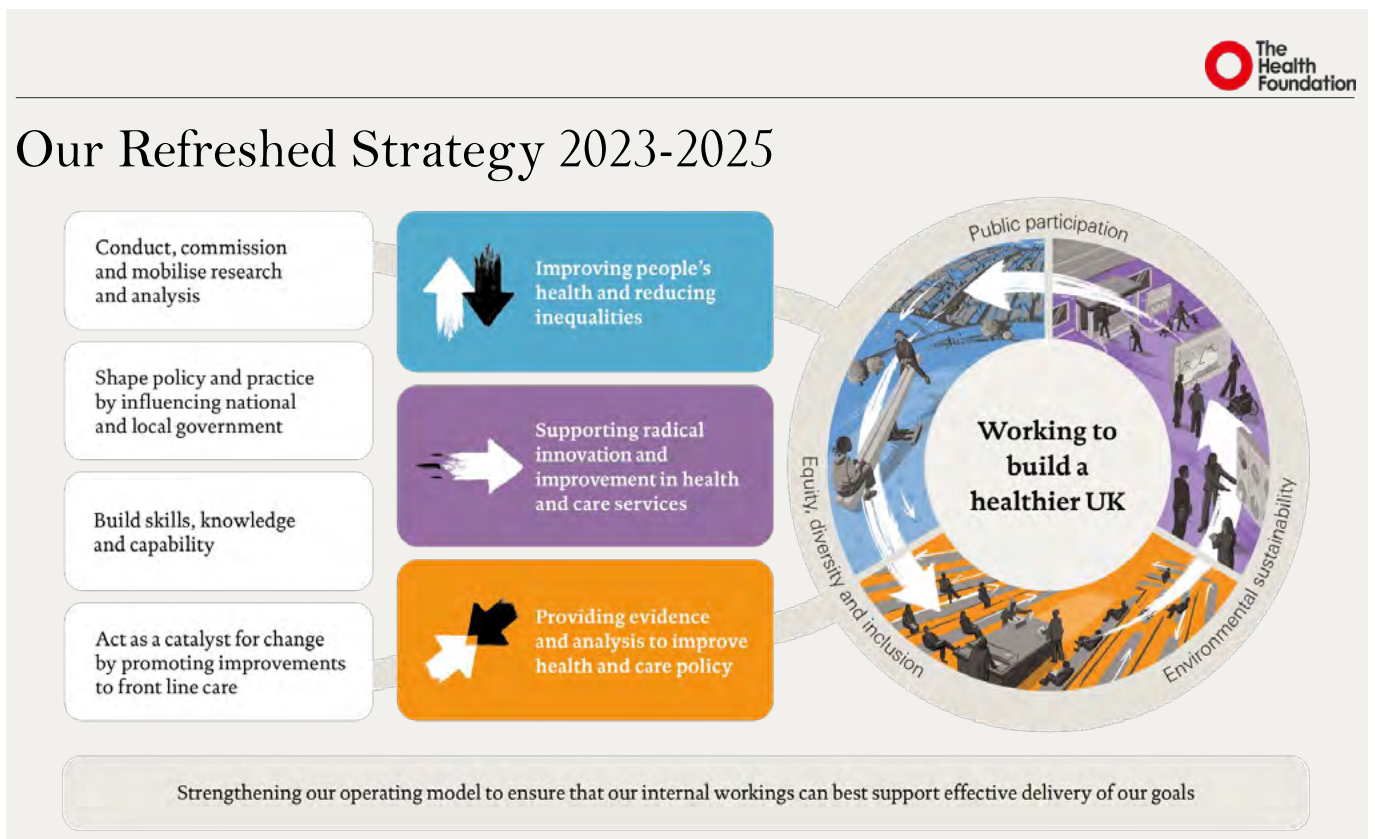 The
Health
Foundation
Our Refreshed Strategy 2023-2025
Conduct, commission
and mobilise research
and analysis
Shape policy and practice
by influencing national
and local government
Build skills, knowledge
and capability
Act as a catalyst for change
by promoting improvements
to front line care
Improving people's
health and reducing
inequalities
Supporting radical
innovation and
improvement in health
and care services
Providing evidence
and analysis to improve
health and care policy
Public participation
Equity, diversity and inclusion
Environmental sustainability
Working to
build a
healthier UK
Strengthening our operating model to ensure that our internal workings can best support effective delivery of our goals